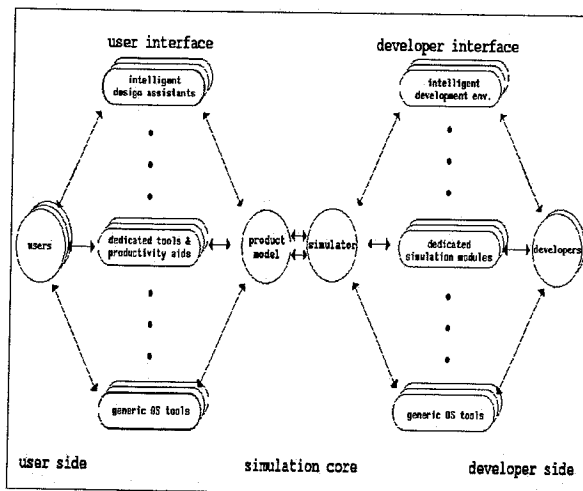 user interface
developer interface
intelligent
design assistants
intelligent
development env.
users
dedicated tools &
productivity aids
product
model
simulator
dedicated
simulation modules
developers
generic OS tools
generic OS tools
user side
simulation core
developer side